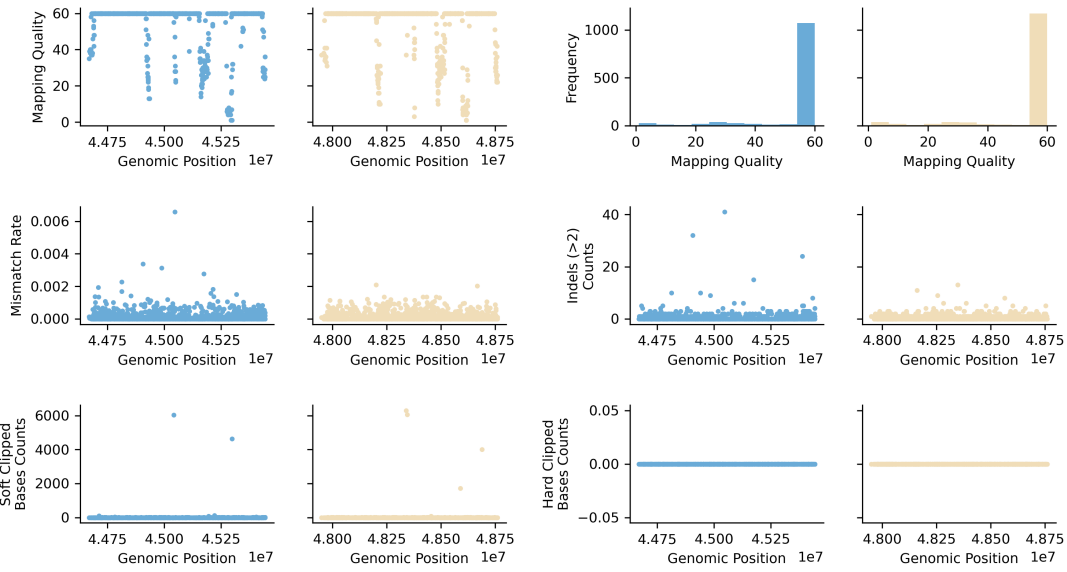 Mapping Quality
60
40
20
0
4.475 4.500 4.525
Genomic Position 1e7
4.800 4.825 4.850 4.875
Genomic Position 1e7
Frequency
1000
500
0
0 20 40 60
Mapping Quality
0 20 40 60
Mapping Quality
Mismatch Rate
0.006
0.004
0.002
0.000
4.475 4.500 4.525
Genomic Position 1e7
4.800 4.825 4.850 4.875
Genomic Position 1e7
Indels (>2)
Counts
40
20
0
4.475 4.500 4.525
Genomic Position 1e7
4.800 4.825 4.850 4.875
Genomic Position 1e7
Soft Clipped
Bases Counts
6000
4000
2000
0
4.475 4.500 4.525
Genomic Position 1e7
4.800 4.825 4.850 4.875
Genomic Position 1e7
Hard Clipped
Bases Counts
0.05
0.00
−0.05
4.475 4.500 4.525
Genomic Position 1e7
4.800 4.825 4.850 4.875
Genomic Position 1e7